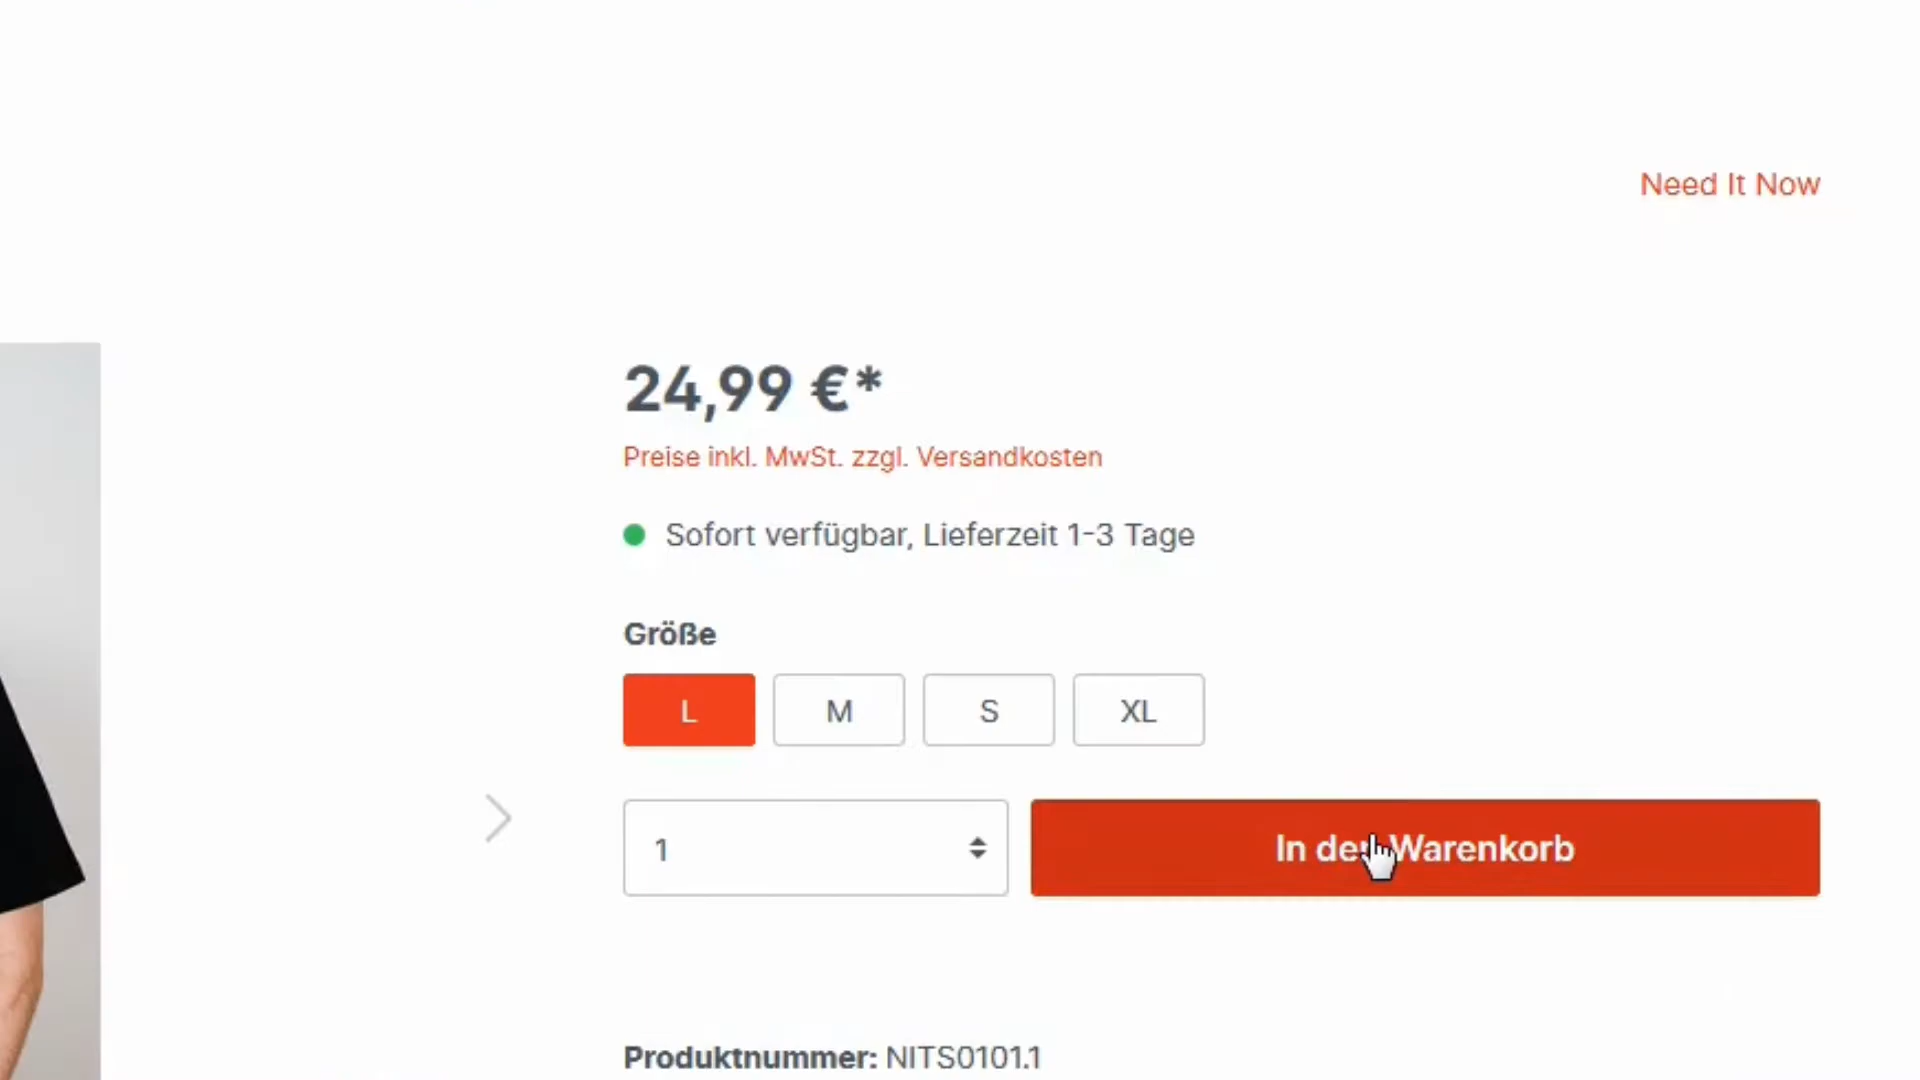 Need It Now
24,99 €*
Preise inkl. MwSt. zzgl. Versandkosten
Sofort verfügbar, Lieferzeit 1-3 Tage
Größe
L M S XL
1 In den Warenkorb
Produktnummer: NITS0101.1